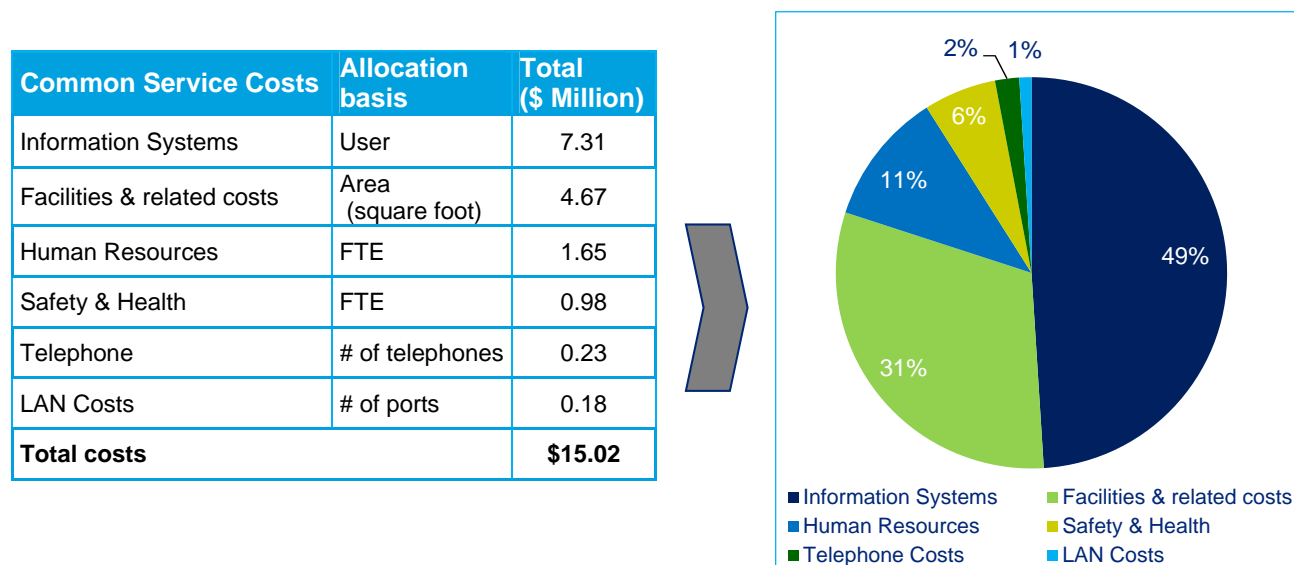 Common Service Costs
Allocation
basis
Total
($ Million)
Information Systems
User
7.31
Facilities & related costs
Area
(square foot)
4.67
Human Resources
FTE
1.65
Safety & Health
FTE
0.98
Telephone
# of telephones
0.23
LAN Costs
# of ports
0.18
Total costs
$15.02
2%
1%
6%
11%
49%
31%
Information Systems
Facilities & related costs
Human Resources
Safety & Health
Telephone Costs
LAN Costs